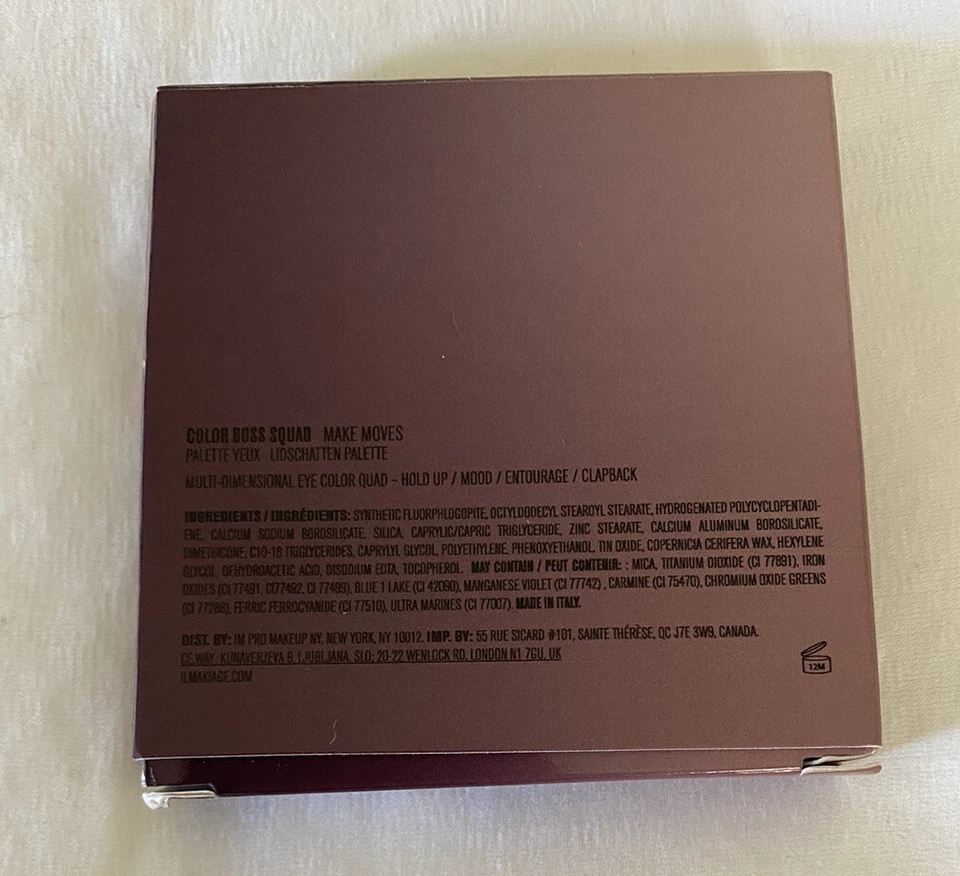 COLOR BOSS SQUAD MAKE MOVES
PALETTE YEUX LIDSCHATTEN PALETTE
MULTI-DIMENSIONAL EYE COLOR QUAD – HOLD UP / MOOD / ENTOURAGE / CLAPBACK
INGREDIENTS / INGRÉDIENTS: SYNTHETIC FLUORPHLOGOPITE, OCTYLDODECYL STEAROYL STEARATE, HYDROGENATED POLYCYCLOPENTADI-
ENE, CALCIUM SODIUM BOROSILICATE, SILICA, CAPRYLIC/CAPRIC TRIGLYCERIDE, ZINC STEARATE, CALCIUM ALUMINUM BOROSILICATE,
DIMETHICONE, C10-18 TRIGLYCERIDES, CAPRYLYL GLYCOL, POLYETHYLENE, PHENOXYETHANOL, TIN OXIDE, COPERNICIA CERIFERA WAX, HEXYLENE
GLYCOL, DEHYDROACETIC ACID, DISODIUM EDTA, TOCOPHEROL. MAY CONTAIN / PEUT CONTENIR: : MICA, TITANIUM DIOXIDE (CI 77891), IRON
OXIDES (CI 77491, CI77492, CI 77499), BLUE 1 LAKE (CI 42090), MANGANESE VIOLET (CI 77742) , CARMINE (CI 75470), CHROMIUM OXIDE GREENS
(CI 77288), FERRIC FERROCYANIDE (CI 77510), ULTRA MARINES (CI 77007). MADE IN ITALY.
DIST. BY: IM PRO MAKEUP NY, NEW YORK, NY 10012. IMP. BY: 55 RUE SICARD #101, SAINTE THÉRÈSE, QC J7E 3W9, CANADA.
CE.WAY, KUNAVERJEVA 9, LJUBLJANA, SLO; 20-22 WENLOCK RD, LONDON N1 7GU, UK
ILMAKIAGE.COM
12M